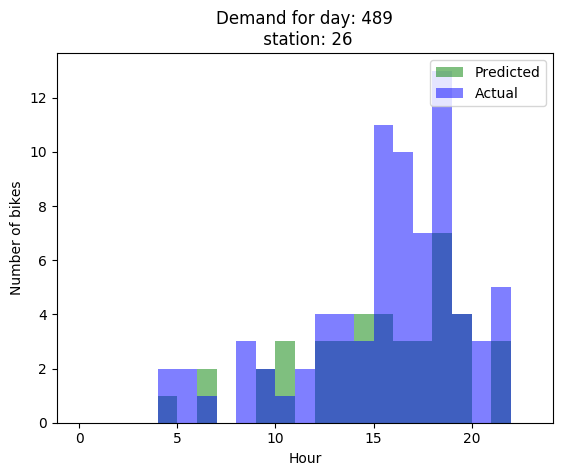 Demand for day: 489
station: 26
Predicted
Actual
Number of bikes
12
10
8
6
4
2
0
0
5
10
15
20
Hour